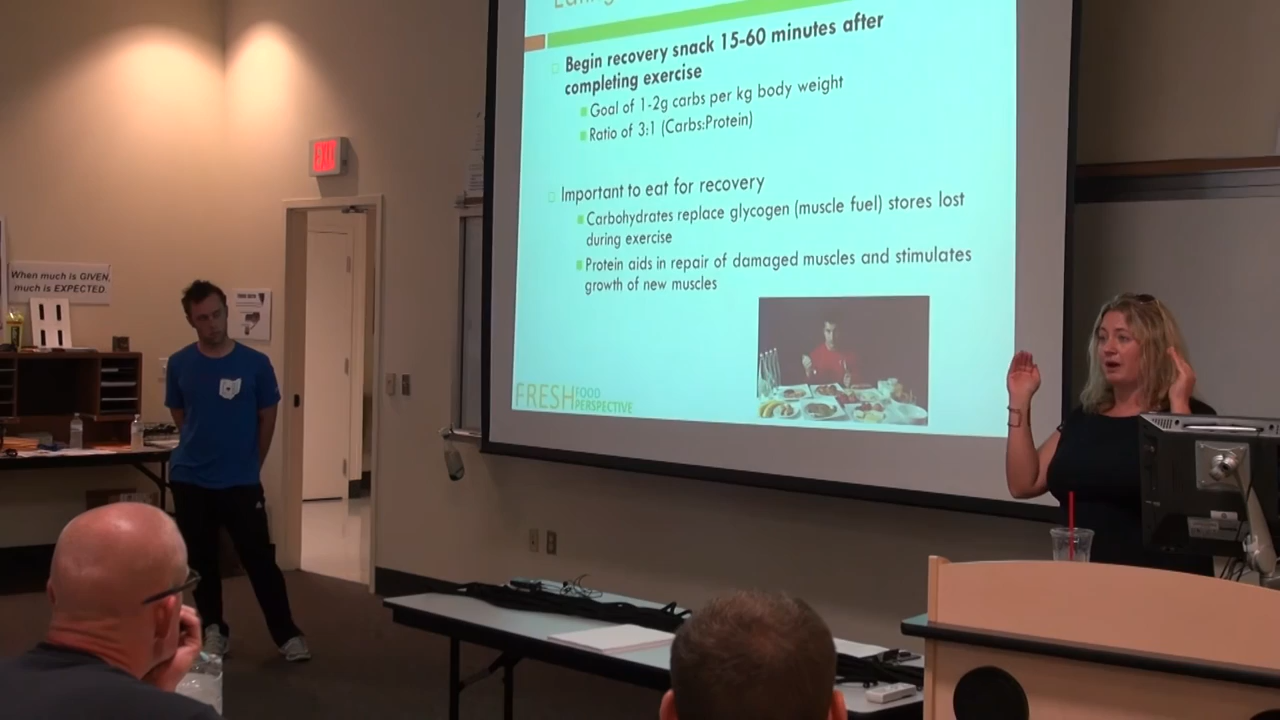 Eating
Begin recovery snack 15-60 minutes after
completing exercise
Goal of 1-2g carbs per kg body weight
Ratio of 3:1 (Carbs:Protein)
Important to eat for recovery
Carbohydrates replace glycogen (muscle fuel) stores lost
during exercise
Protein aids in repair of damaged muscles and stimulates
growth of new muscles
FRESH FOOD
PERSPECTIVE
EXIT
When much is GIVEN,
much is EXPECTED.